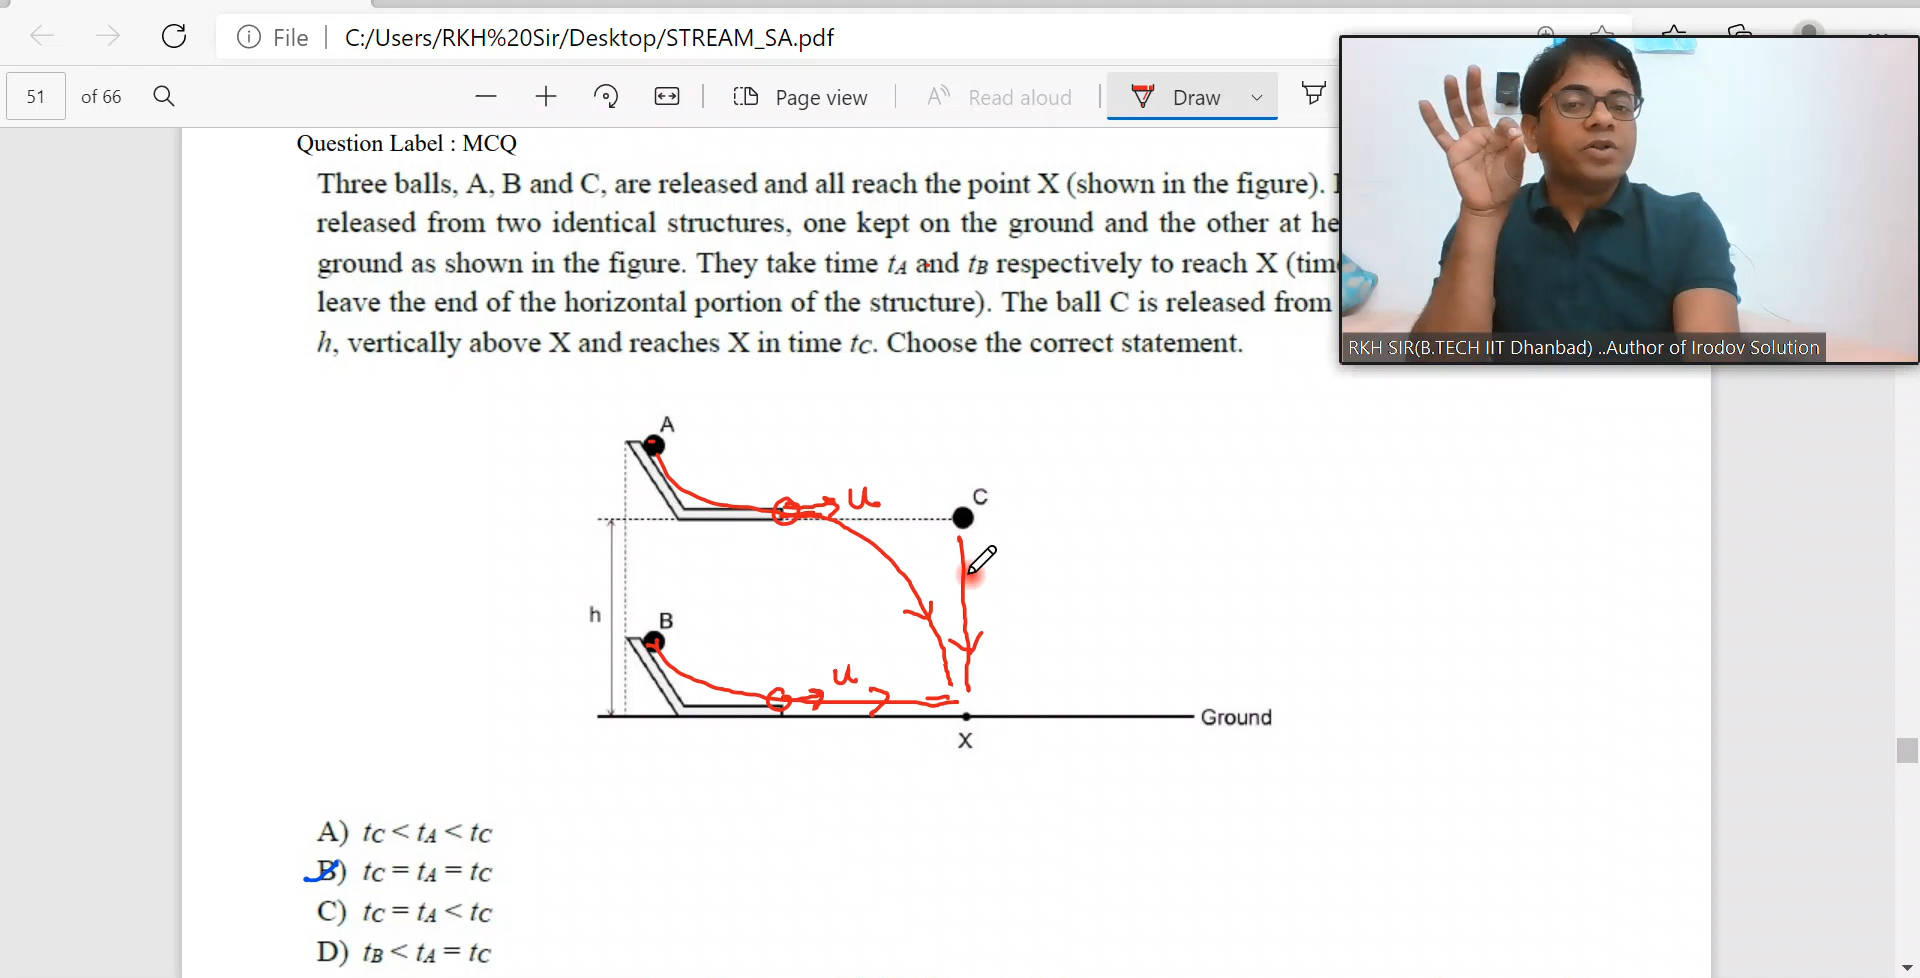 File | C:/Users/RKH%20Sir/Desktop/STREAM_SA.pdf
51 of 66 Page view Read aloud Draw
Question Label : MCQ
Three balls, A, B and C, are released and all reach the point X (shown in the figure).
released from two identical structures, one kept on the ground and the other at he
ground as shown in the figure. They take time tA and tB respectively to reach X (tim
leave the end of the horizontal portion of the structure). The ball C is released from
h, vertically above X and reaches X in time tC. Choose the correct statement.
RKH SIR(B.TECH IIT Dhanbad) ..Author of Irodov Solution
A
u
C
h
B
u
Ground
X
A) tC < tA < tC
B) tC = tA = tC
C) tC = tA < tC
D) tB < tA = tC